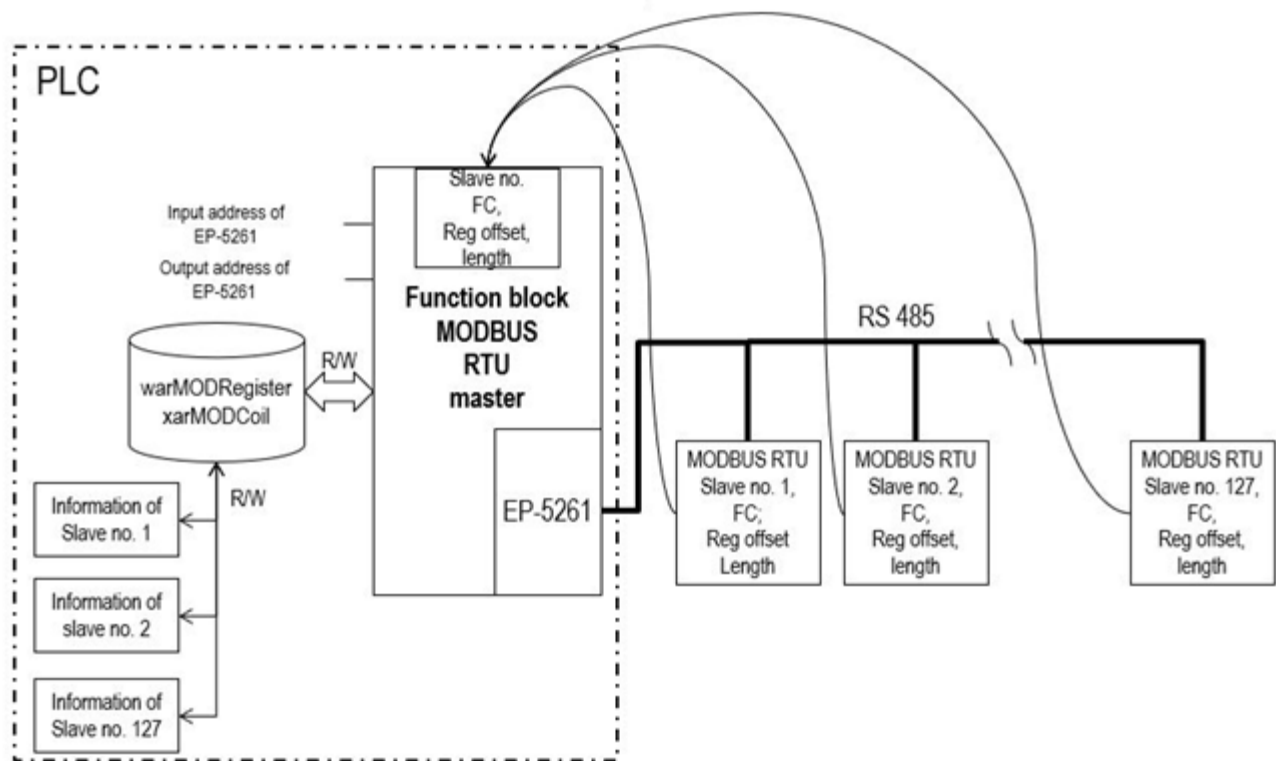 PLC
Slave no.
FC,
Reg offset,
length
Input address of
EP-5261
Output address of
EP-5261
Function block
MODBUS
RTU
master
RS 485
R/W
warMODRegister
xarMODCoil
R/W
EP-5261
MODBUS RTU
Slave no. 1,
FC;
Reg offset
Length
MODBUS RTU
Slave no. 2,
FC,
Reg offset,
length
MODBUS RTU
Slave no. 127,
FC,
Reg offset,
length
Information of
Slave no. 1
Information of
slave no. 2
Information of
Slave no. 127